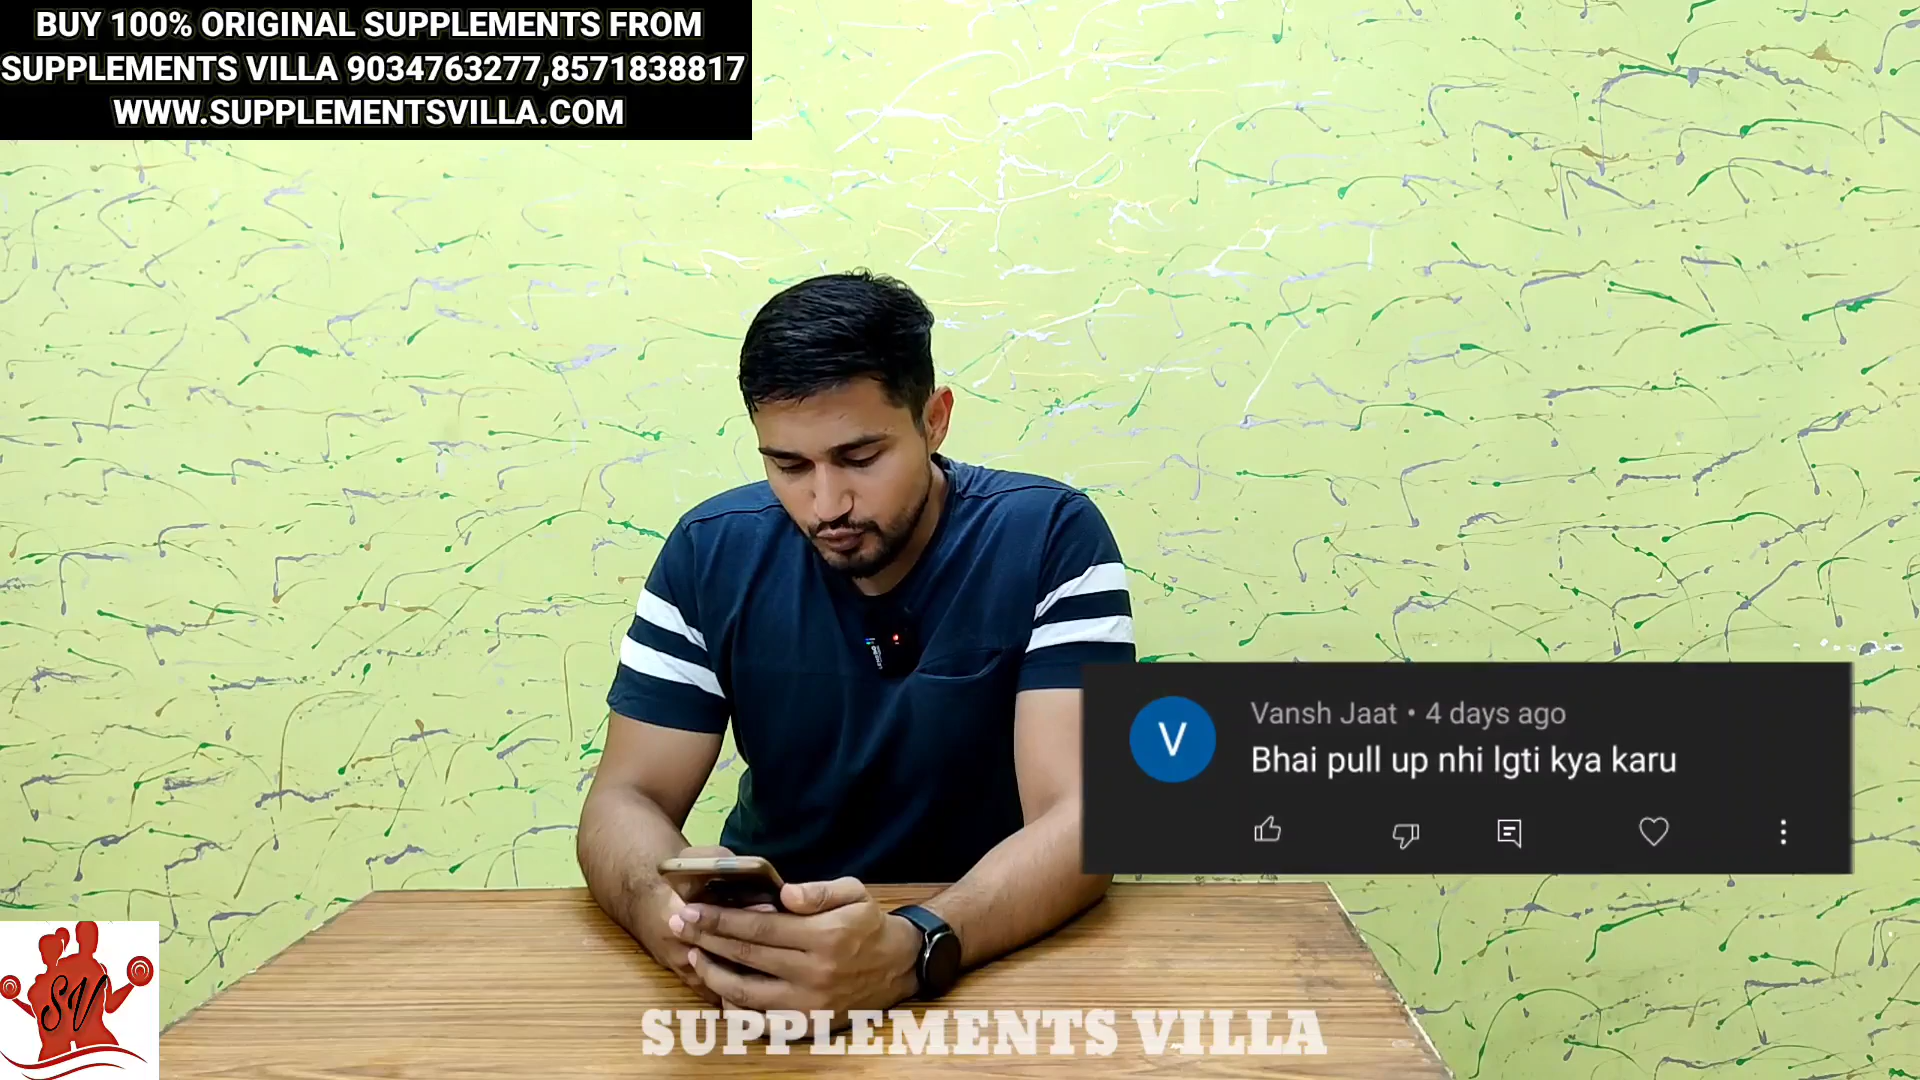 BUY 100% ORIGINAL SUPPLEMENTS FROM
SUPPLEMENTS VILLA 9034763277,8571838817
WWW.SUPPLEMENTSVILLA.COM
Vansh Jaat • 4 days ago
V
Bhai pull up nhi lgti kya karu
SV
SUPPLEMENTS VILLA